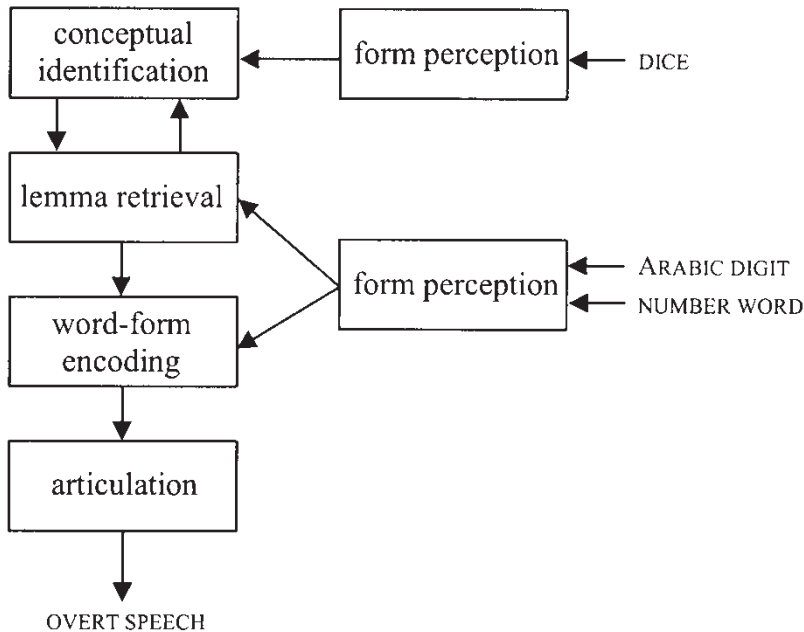 conceptual
identification
form perception
DICE
lemma retrieval
form perception
ARABIC DIGIT
NUMBER WORD
word-form
encoding
articulation
OVERT SPEECH